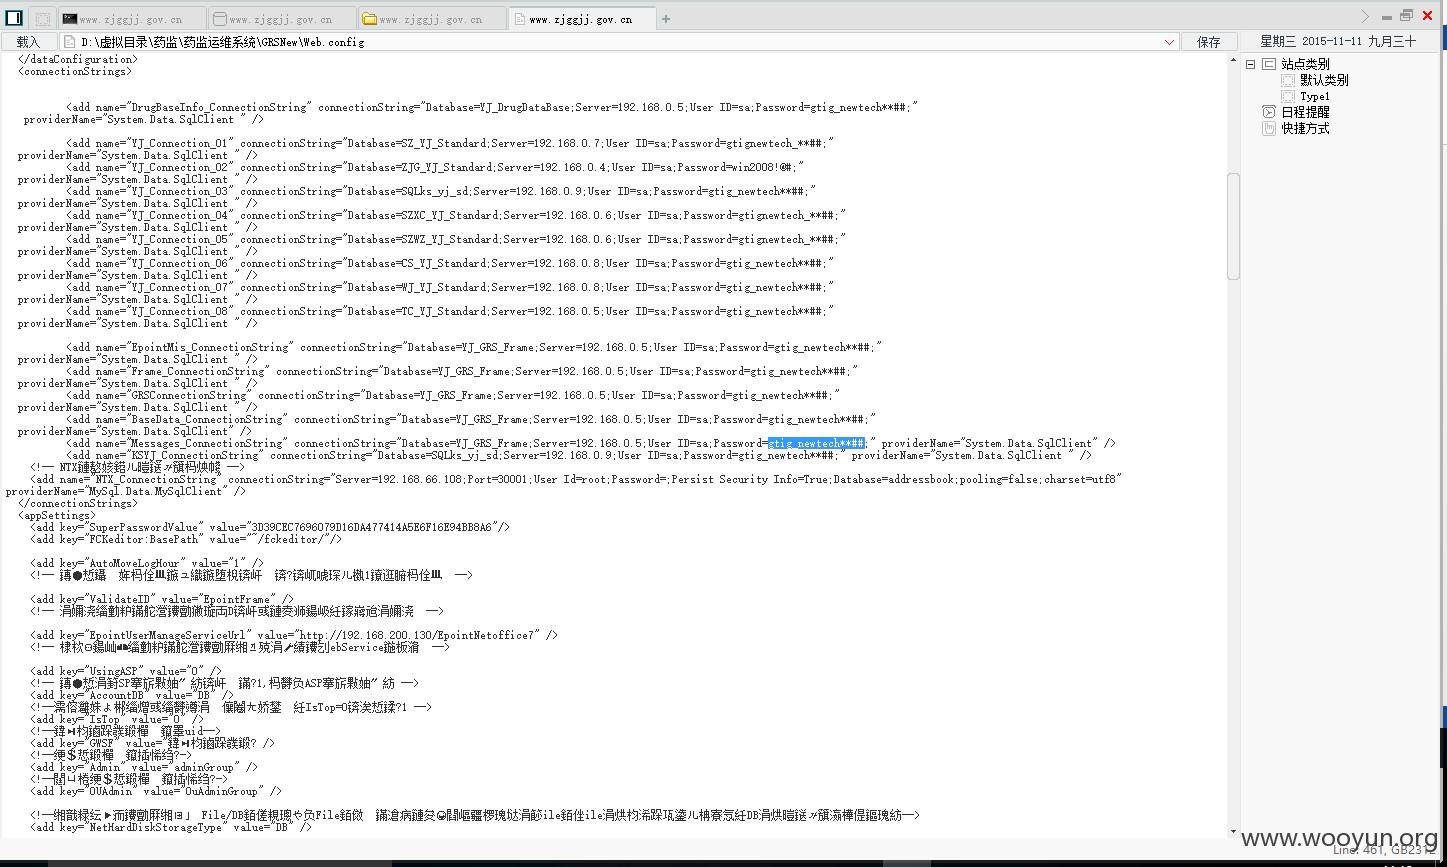 www.zjggjj.gov.cn
www.zjggjj.gov.cn
www.zjggjj.gov.cn
www.zjggjj.gov.cn
载入
D:\虚拟目录\药监\药监运维系统\GRSNew\Web.config
保存
星期三 2015-11-11 九月三十
站点类别
默认类别
Type1
日程提醒
快捷方式
</dataConfiguration>
<connectionStrings>
<add name="DrugBaseInfo_ConnectionString" connectionString="Database=YJ_DrugDataBase;Server=192.168.0.5;User ID=sa;Password=gtig_newtech**##;"
providerName="System.Data.SqlClient " />
<add name="YJ_Connection_01" connectionString="Database=SZ_YJ_Standard;Server=192.168.0.7;User ID=sa;Password=gtignewtech_**##;"
providerName="System.Data.SqlClient " />
<add name="YJ_Connection_02" connectionString="Database=ZJG_YJ_Standard;Server=192.168.0.4;User ID=sa;Password=win2008!@#;"
providerName="System.Data.SqlClient " />
<add name="YJ_Connection_03" connectionString="Database=SQLks_yj_sd;Server=192.168.0.9;User ID=sa;Password=gtig_newtech**##;"
providerName="System.Data.SqlClient " />
<add name="YJ_Connection_04" connectionString="Database=SZXC_YJ_Standard;Server=192.168.0.6;User ID=sa;Password=gtignewtech_**##;"
providerName="System.Data.SqlClient " />
<add name="YJ_Connection_05" connectionString="Database=SZWZ_YJ_Standard;Server=192.168.0.6;User ID=sa;Password=gtignewtech_**##;"
providerName="System.Data.SqlClient " />
<add name="YJ_Connection_06" connectionString="Database=CS_YJ_Standard;Server=192.168.0.8;User ID=sa;Password=gtig_newtech**##;"
providerName="System.Data.SqlClient " />
<add name="YJ_Connection_07" connectionString="Database=WJ_YJ_Standard;Server=192.168.0.8;User ID=sa;Password=gtig_newtech**##;"
providerName="System.Data.SqlClient " />
<add name="YJ_Connection_08" connectionString="Database=TC_YJ_Standard;Server=192.168.0.5;User ID=sa;Password=gtig_newtech**##;"
providerName="System.Data.SqlClient " />
<add name="EpointMis_ConnectionString" connectionString="Database=YJ_GRS_Frame;Server=192.168.0.5;User ID=sa;Password=gtig_newtech**##;"
providerName="System.Data.SqlClient " />
<add name="Frame_ConnectionString" connectionString="Database=YJ_GRS_Frame;Server=192.168.0.5;User ID=sa;Password=gtig_newtech**##;"
providerName="System.Data.SqlClient " />
<add name="GRSConnectionString" connectionString="Database=YJ_GRS_Frame;Server=192.168.0.5;User ID=sa;Password=gtig_newtech**##;"
providerName="System.Data.SqlClient " />
<add name="BaseData_ConnectionString" connectionString="Database=YJ_GRS_Frame;Server=192.168.0.5;User ID=sa;Password=gtig_newtech**##;"
providerName="System.Data.SqlClient " />
<add name="Messages_ConnectionString" connectionString="Database=YJ_GRS_Frame;Server=192.168.0.5;User ID=sa;Password=gtig_newtech**##;" providerName="System.Data.SqlClient" />
<add name="KSYJ_ConnectionString" connectionString="Database=SQLks_yj_sd;Server=192.168.0.9;User ID=sa;Password=gtig_newtech**##;" providerName="System.Data.SqlClient " />
<!-- NTX -->
<add name="NTX_ConnectionString" connectionString="Server=192.168.66.108;Port=30001;User Id=root;Password=;Persist Security Info=True;Database=addressbook;pooling=false;charset=utf8"
providerName="MySql.Data.MySqlClient" />
</connectionStrings>
<appSettings>
<add key="SuperPasswordValue" value="3D39CEC7696079D16DA477414A5E6F16E94BB8A6"/>
<add key="FCKeditor:BasePath" value="~/fckeditor/"/>
<add key="AutoMoveLogHour" value="1" />
<add key="ValidateID" value="EpointFrame" />
<add key="EpointUserManageServiceUrl" value="http://192.168.200.130/EpointNetoffice7" />
<add key="UsingASP" value="0" />
<add key="AccountDB" value="DB" />
<add key="IsTop" value="0" />
<add key="GWSF" value=
<add key="Admin" value="adminGroup" />
<add key="OUAdmin" value="OuAdminGroup" />
<add key="NetHardDiskStorageType" value="DB" />
www.wooyun.org
Line: 461, GB2312